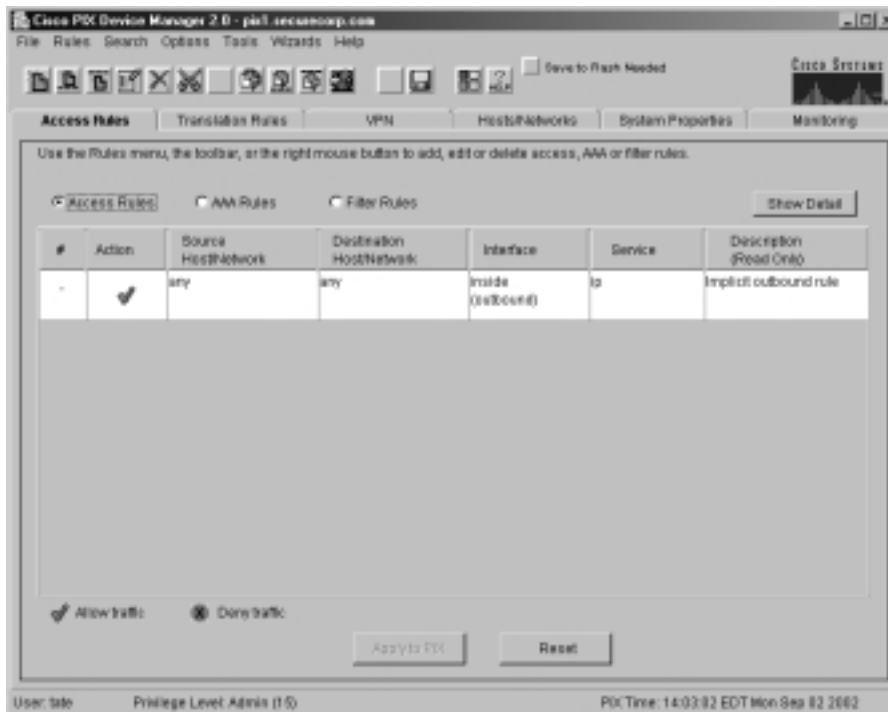 Cisco PIX Device Manager 2.0 - pix1.securecorp.com
File Rules Search Options Tools Wizards Help
Save to Flash Needed
CISCO SYSTEMS
Access Rules Translation Rules VPN Hosts/Networks System Properties Monitoring
Use the Rules menu, the toolbar, or the right mouse button to add, edit or delete access, AAA or filter rules.
Access Rules AAA Rules Filter Rules Show Detail
# Action Source Host/Network Destination Host/Network Interface Service Description (Read Only)
- any any inside (outbound) ip Implicit outbound rule
Allow traffic Deny traffic
Apply to PIX Reset
User: tate Privilege Level: Admin (15) PIX Time: 14:03:02 EDT Mon Sep 02 2002